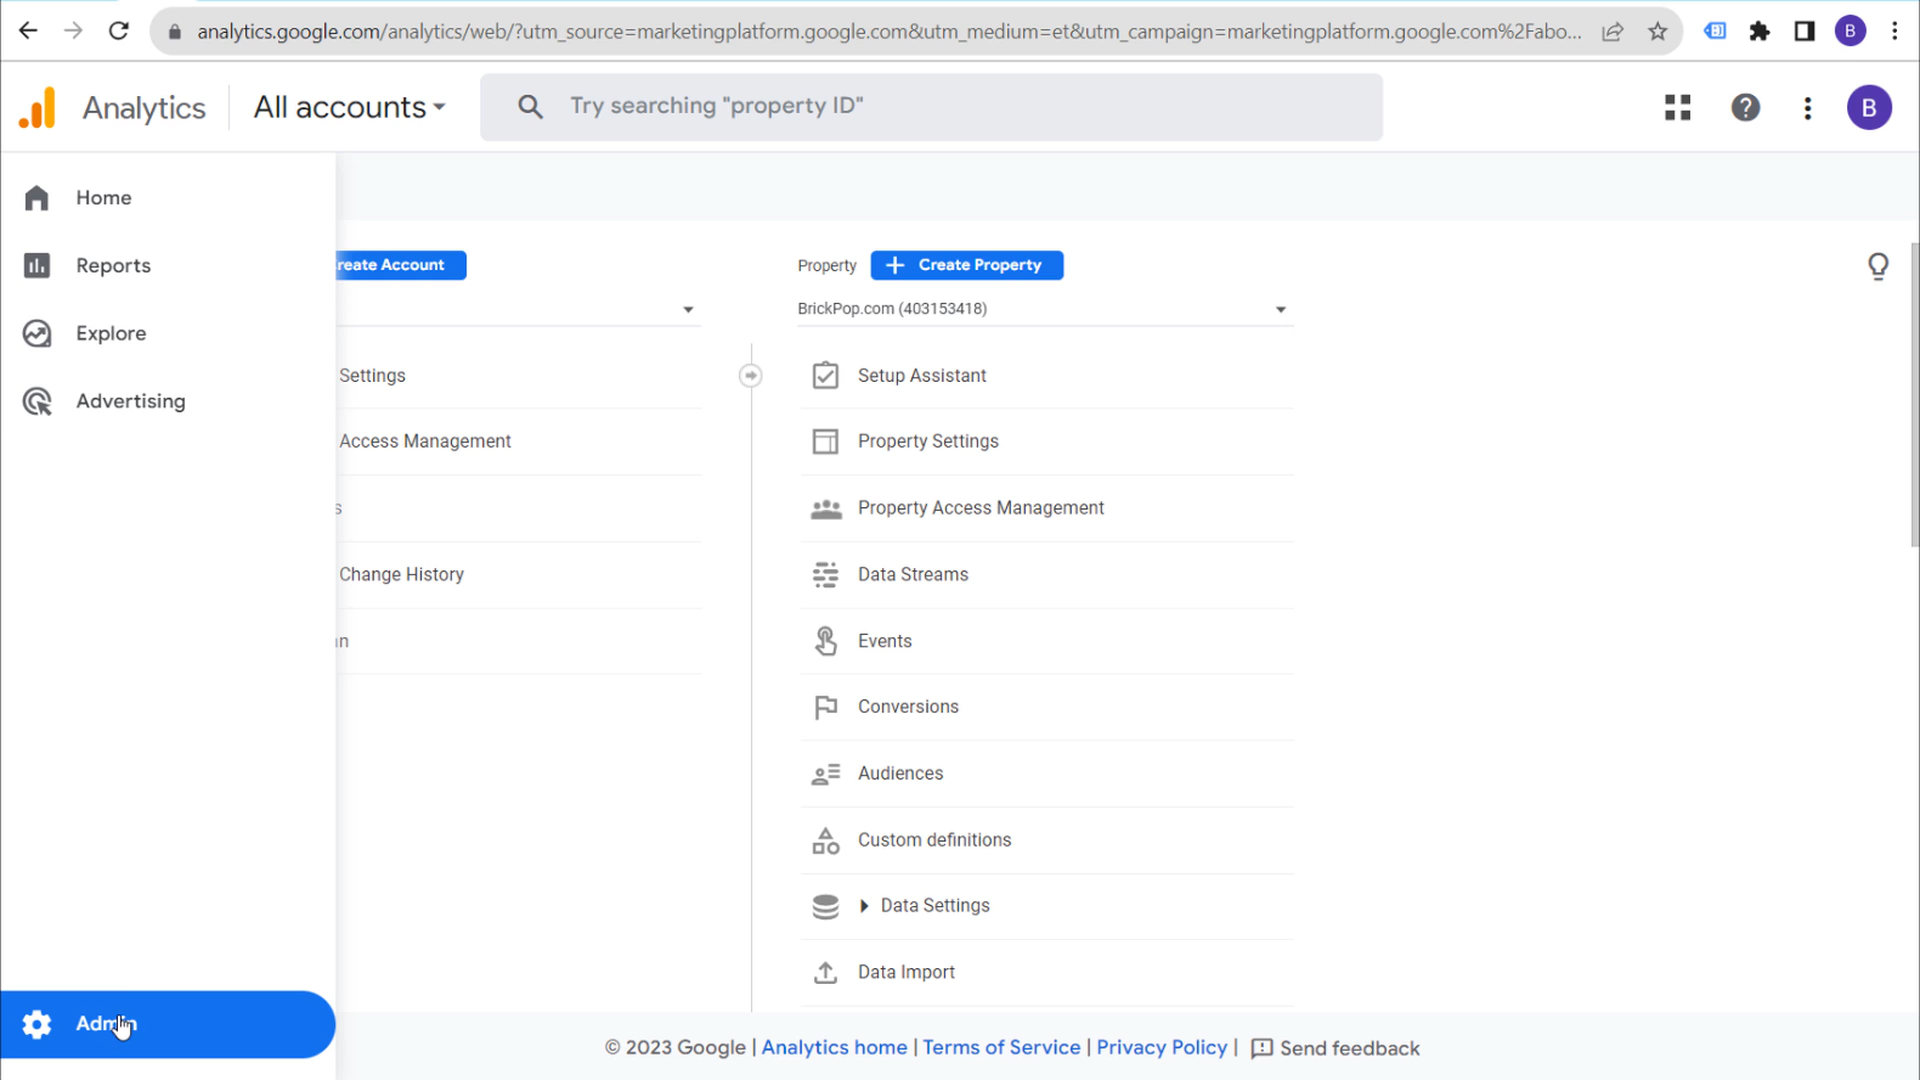 analytics.google.com/analytics/web/?utm_source=marketingplatform.google.com&utm_medium=et&utm_campaign=marketingplatform.google.com%2Fabo...
B
Analytics
All accounts
Try searching "property ID"
B
Home
Reports
Explore
Advertising
Admin
reate Account
Settings
Access Management
s
Change History
n
Property
Create Property
BrickPop.com (403153418)
Setup Assistant
Property Settings
Property Access Management
Data Streams
Events
Conversions
Audiences
Custom definitions
Data Settings
Data Import
© 2023 Google | Analytics home | Terms of Service | Privacy Policy | Send feedback